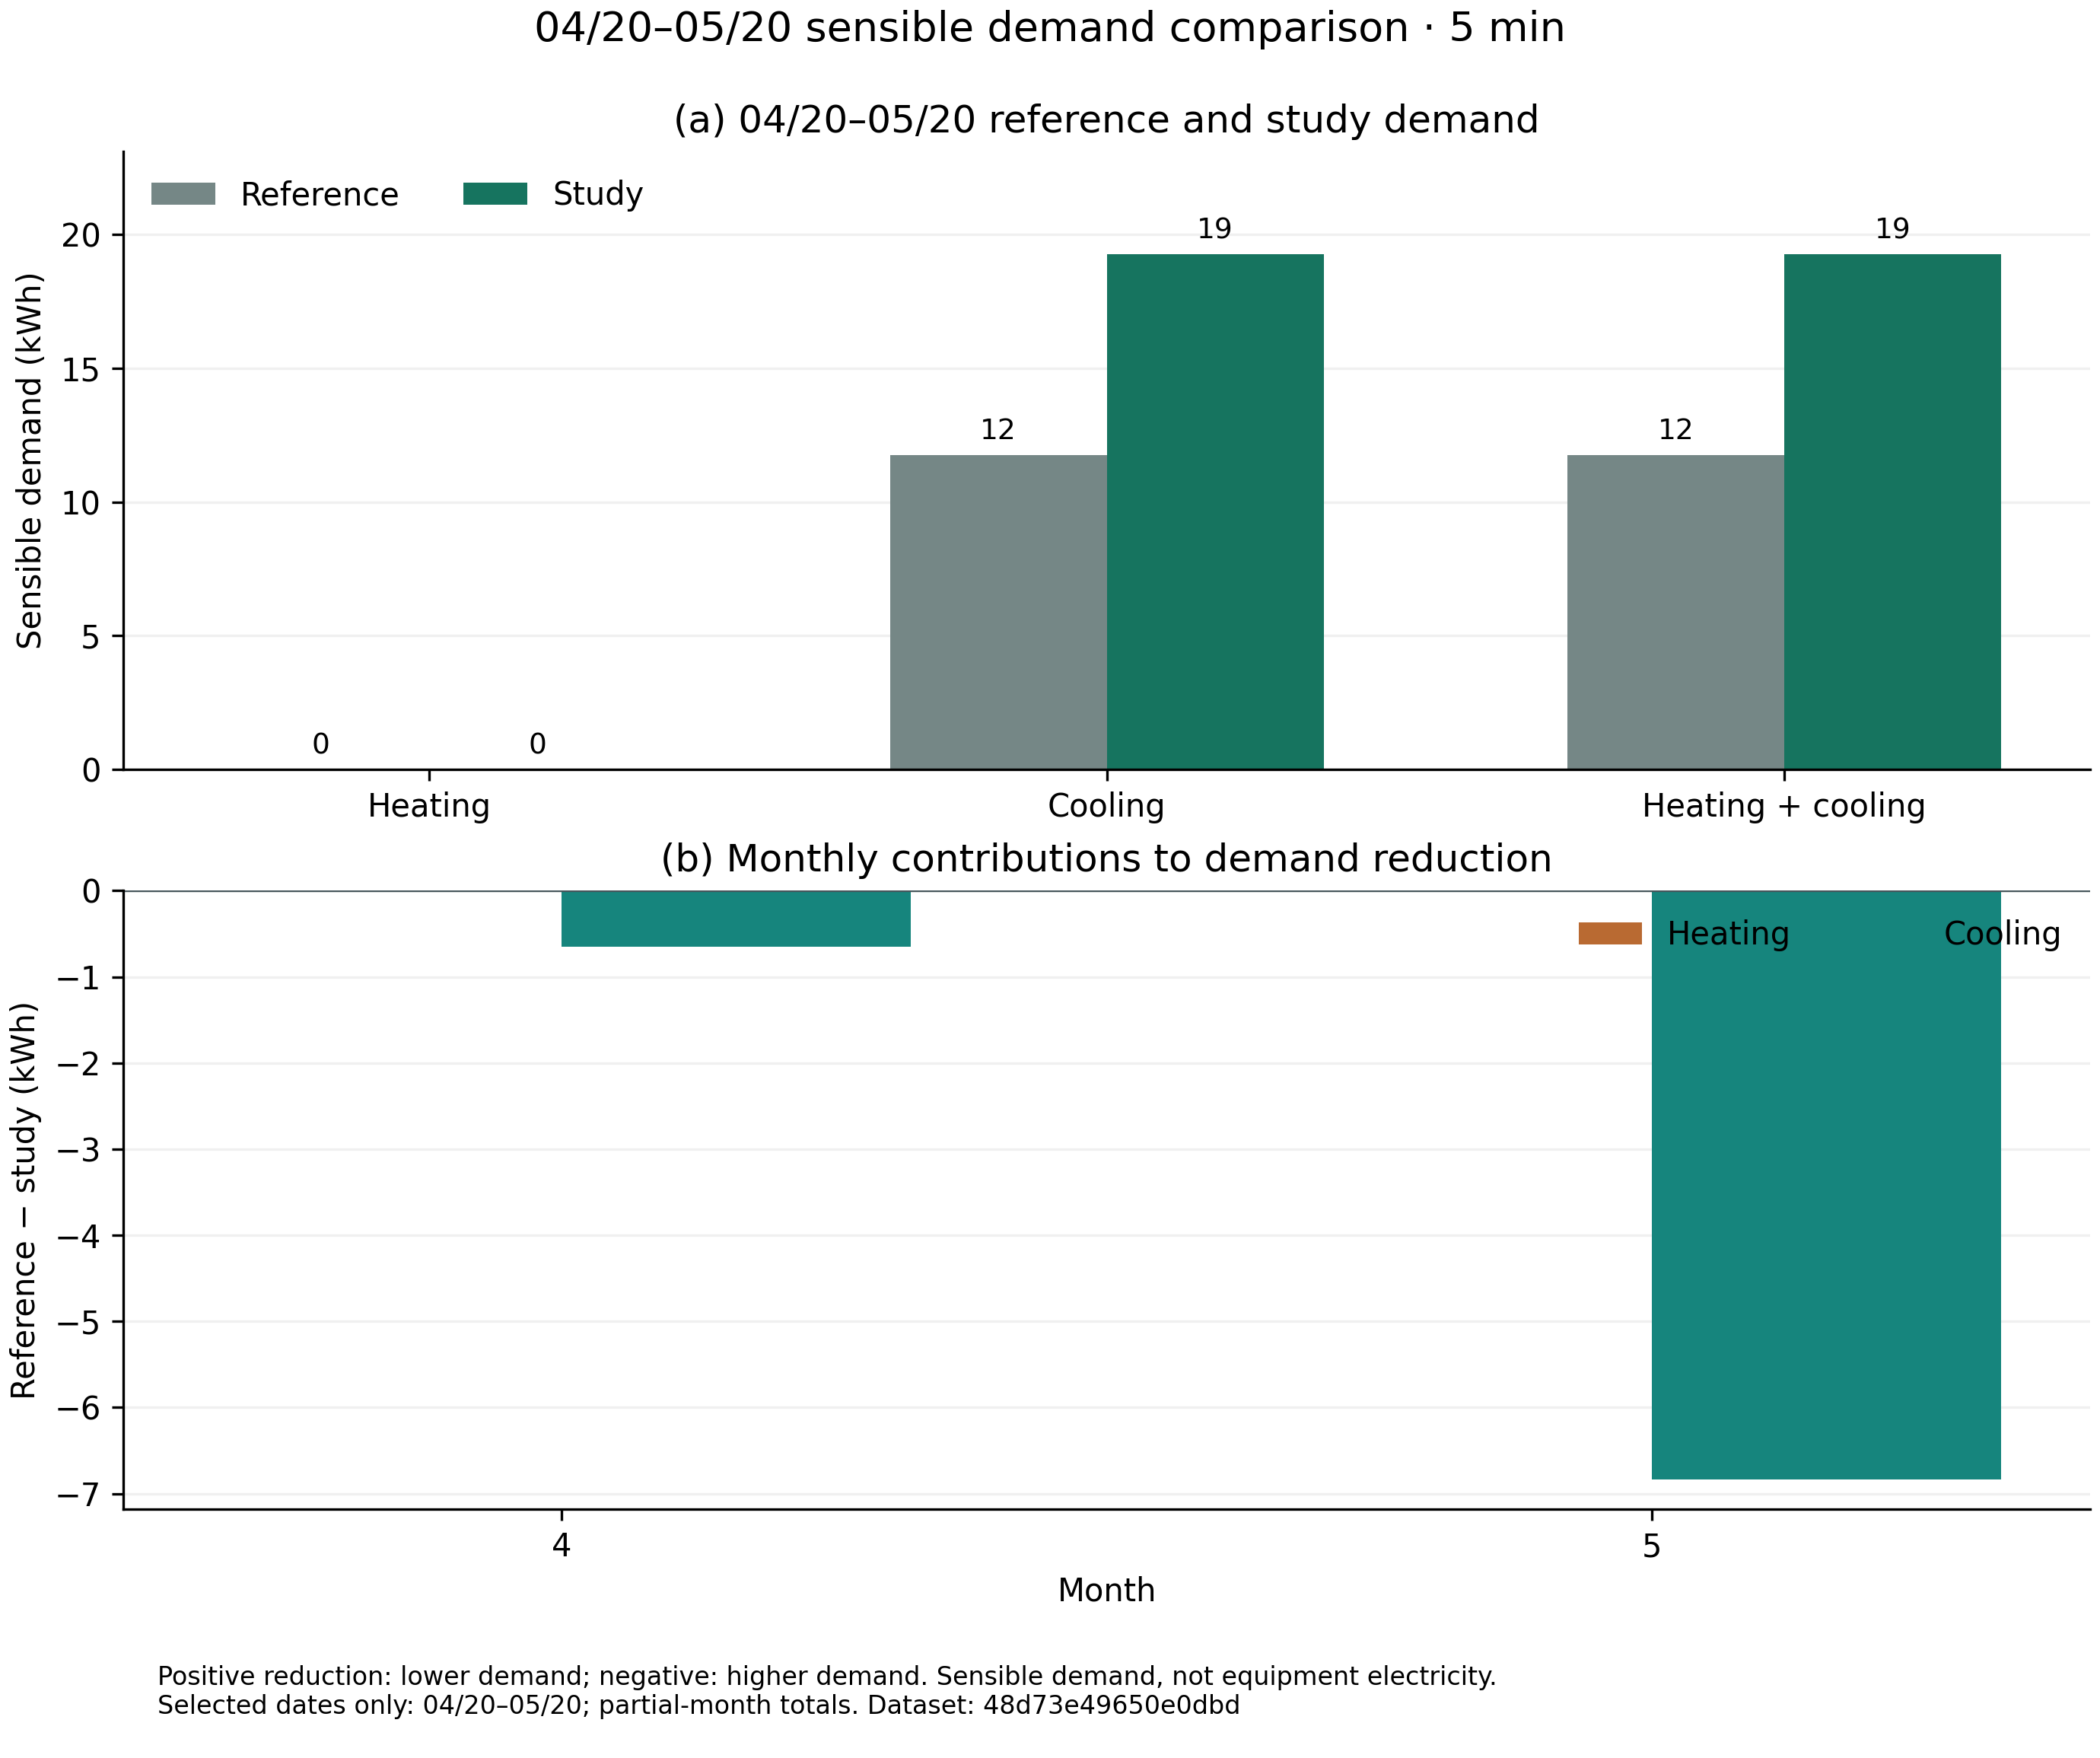 04/20–05/20 sensible demand comparison · 5 min
(a) 04/20–05/20 reference and study demand
Reference
Study
Sensible demand (kWh)
20
15
10
5
0
0
0
12
19
12
19
Heating
Cooling
Heating + cooling
(b) Monthly contributions to demand reduction
Heating
Cooling
Reference − study (kWh)
0
−1
−2
−3
−4
−5
−6
−7
4
5
Month
Positive reduction: lower demand; negative: higher demand. Sensible demand, not equipment electricity.
Selected dates only: 04/20–05/20; partial-month totals. Dataset: 48d73e49650e0dbd